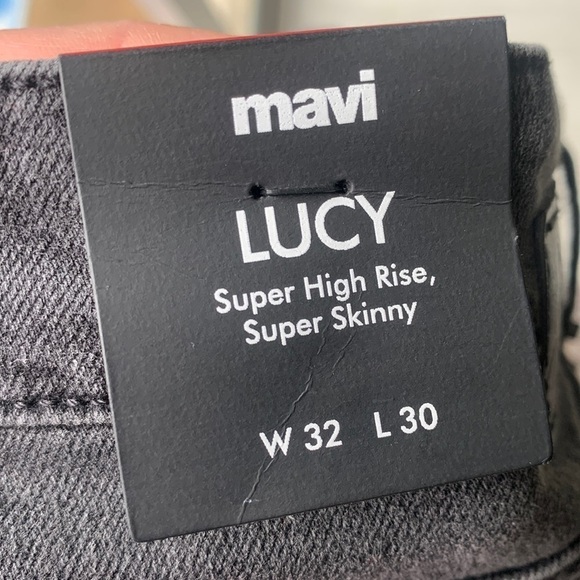 mavi
LUCY
Super High Rise,
Super Skinny
W 32 L 30